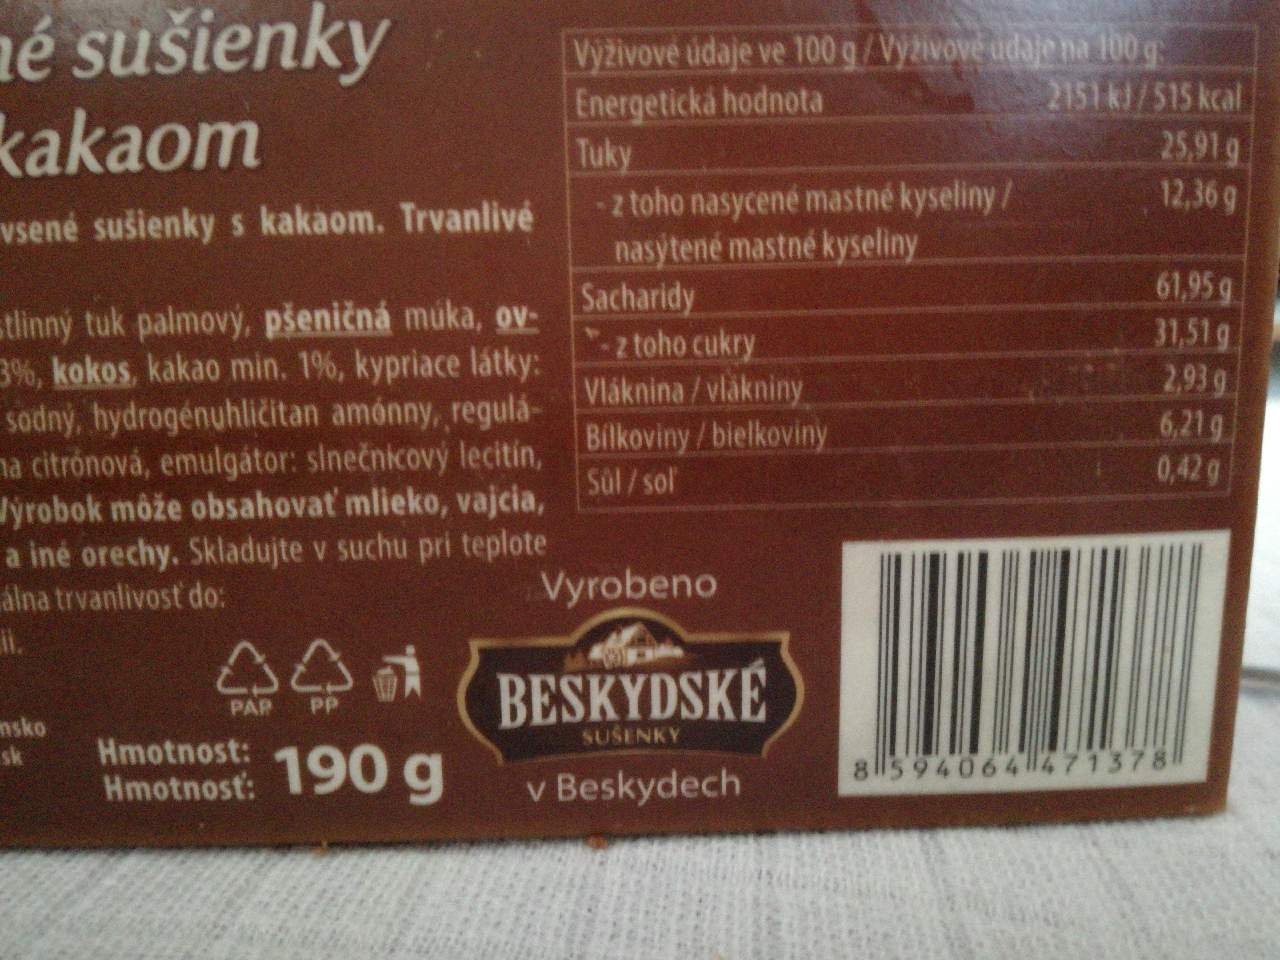 né sušienky
kakaom
vsené sušienky s kakaom. Trvanlivé
stlinný tuk palmový, pšeničná múka, ov-
3%, kokos, kakao min. 1%, kypriace látky:
sodný, hydrogénuhličitan amónny, regulá-
na citrónová, emulgátor: slnečnicový lecitín,
Výrobok môže obsahovať mlieko, vajcia,
a iné orechy. Skladujte v suchu pri teplote
álna trvanlivosť do:
ii.
nsko
sk
PAP PP
Hmotnost:
Hmotnosť:
190 g
Výživové údaje ve 100 g / Výživové údaje na 100 g:
Energetická hodnota 2151 kJ / 515 kcal
Tuky 25,91 g
- z toho nasycené mastné kyseliny / 12,36 g
nasýtené mastné kyseliny
Sacharidy 61,95 g
- z toho cukry 31,51 g
Vláknina / vlákniny 2,93 g
Bílkoviny / bielkoviny 6,21 g
Sůl / soľ 0,42 g
Vyrobeno
BESKYDSKÉ
SUŠENKY
v Beskydech
8 594064 471378